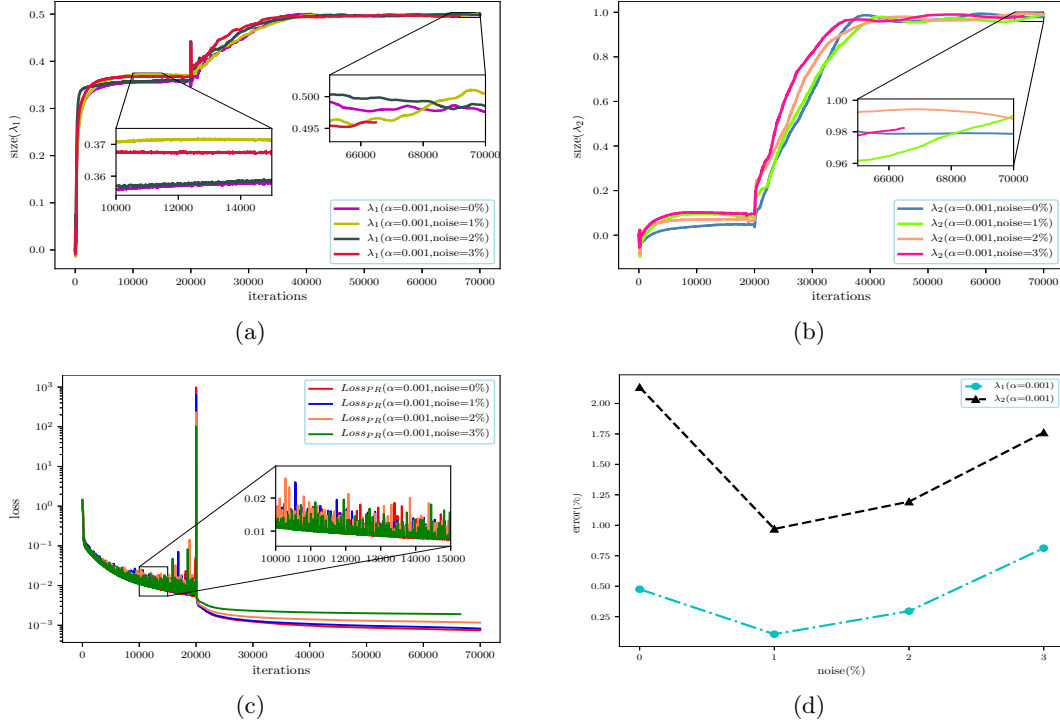 0.5
0.4
0.3
0.2
0.1
0.0
size(λ1)
0.500
0.495
66000
68000
70000
0.37
0.36
10000
12000
14000
λ1(α=0.001,noise=0%)
λ1(α=0.001,noise=1%)
λ1(α=0.001,noise=2%)
λ1(α=0.001,noise=3%)
0 10000 20000 30000 40000 50000 60000 70000
iterations
(a)
1.0
0.8
0.6
0.4
0.2
0.0
size(λ2)
1.00
0.98
0.96
66000 68000 70000
λ2(α=0.001,noise=0%)
λ2(α=0.001,noise=1%)
λ2(α=0.001,noise=2%)
λ2(α=0.001,noise=3%)
0 10000 20000 30000 40000 50000 60000 70000
iterations
(b)
10³
10²
10¹
10⁰
10⁻¹
10⁻²
10⁻³
loss
LossPR(α=0.001,noise=0%)
LossPR(α=0.001,noise=1%)
LossPR(α=0.001,noise=2%)
LossPR(α=0.001,noise=3%)
0.02
0.01
10000 11000 12000 13000 14000 15000
0 10000 20000 30000 40000 50000 60000 70000
iterations
(c)
2.00
1.75
1.50
1.25
1.00
0.75
0.50
0.25
error(%)
λ1(α=0.001)
λ2(α=0.001)
0 1 2 3
noise(%)
(d)